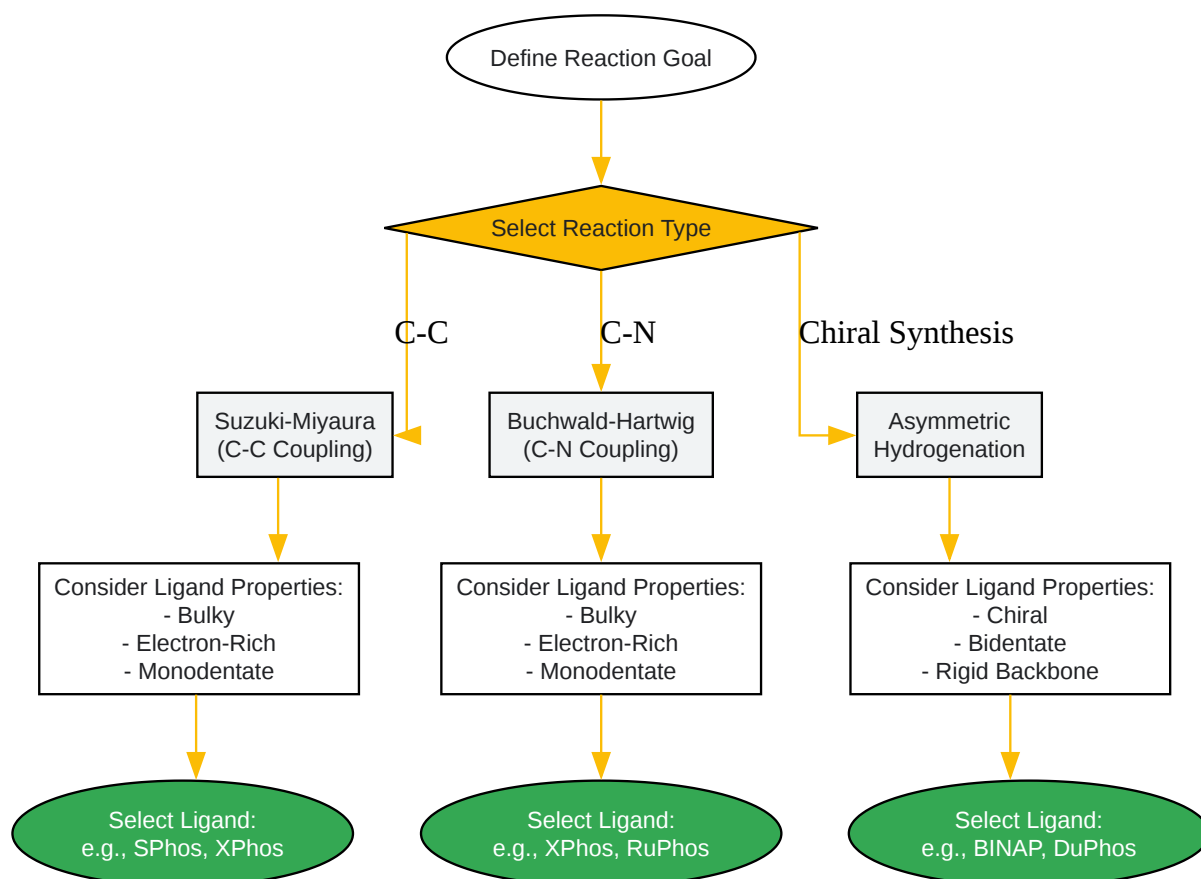 Define Reaction Goal
Select Reaction Type
C-C
C-N
Chiral Synthesis
Suzuki-Miyaura
(C-C Coupling)
Buchwald-Hartwig
(C-N Coupling)
Asymmetric
Hydrogenation
Consider Ligand Properties:
- Bulky
- Electron-Rich
- Monodentate
Consider Ligand Properties:
- Bulky
- Electron-Rich
- Monodentate
Consider Ligand Properties:
- Chiral
- Bidentate
- Rigid Backbone
Select Ligand:
e.g., SPhos, XPhos
Select Ligand:
e.g., XPhos, RuPhos
Select Ligand:
e.g., BINAP, DuPhos